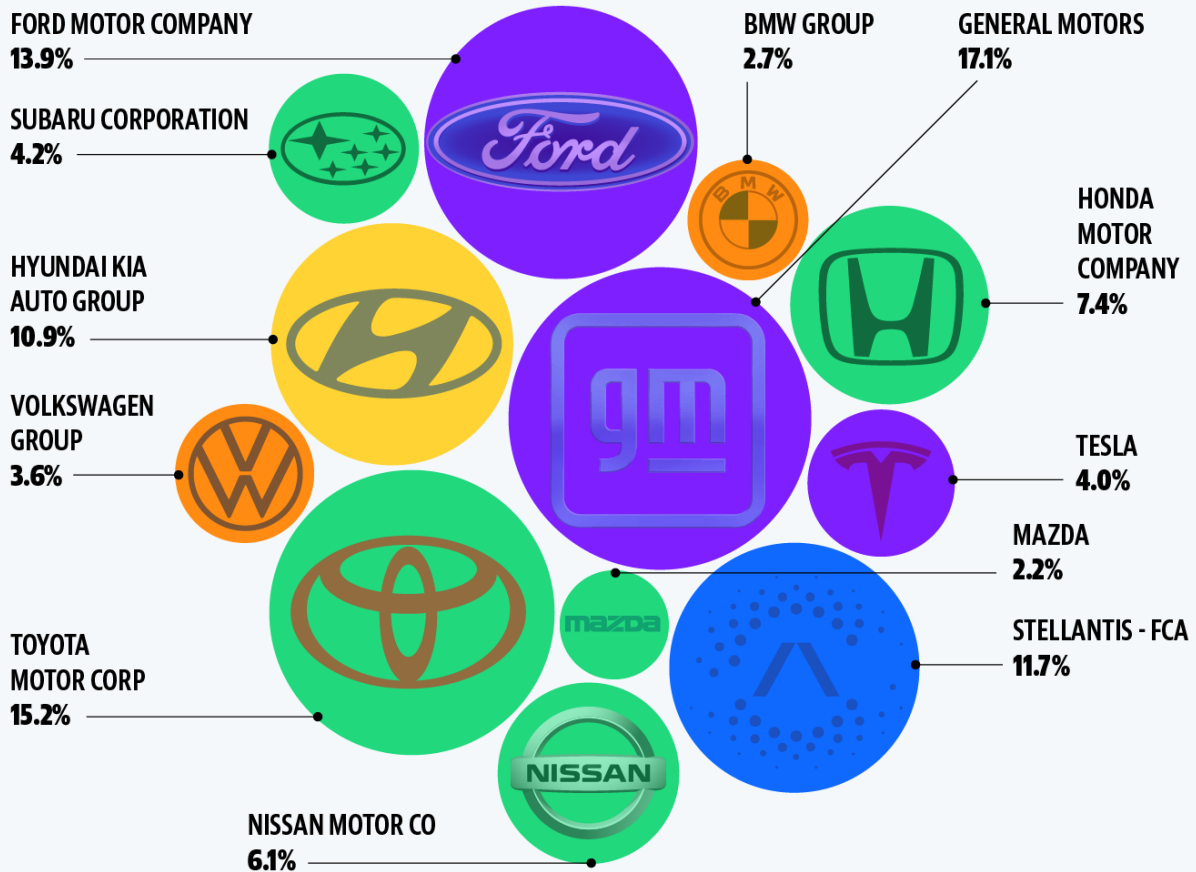 FORD MOTOR COMPANY
13.9%
BMW GROUP
2.7%
GENERAL MOTORS
17.1%
SUBARU CORPORATION
4.2%
Ford
BMW
HONDA
MOTOR
COMPANY
7.4%
HYUNDAI KIA
AUTO GROUP
10.9%
gm
VOLKSWAGEN
GROUP
3.6%
TESLA
4.0%
MAZDA
2.2%
mazda
TOYOTA
MOTOR CORP
15.2%
STELLANTIS - FCA
11.7%
NISSAN
NISSAN MOTOR CO
6.1%